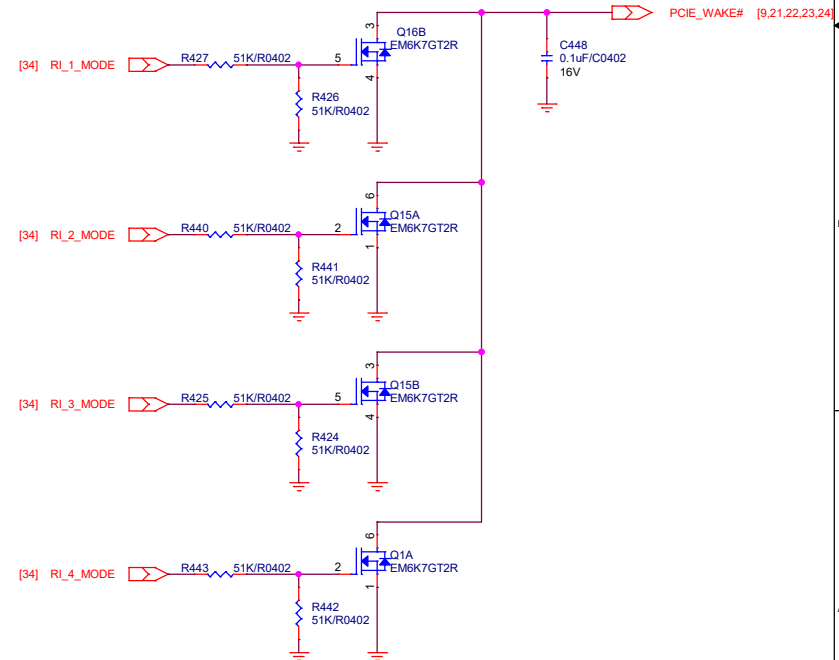 PCIE_WAKE# [9,21,22,23,24]
3
Q16B
EM6K7GT2R
C448
0.1uF/C0402
16V
[34] RI_1_MODE
R427 51K/R0402
5
4
R426
51K/R0402
6
Q15A
EM6K7GT2R
[34] RI_2_MODE
R440 51K/R0402
2
1
R441
51K/R0402
3
Q15B
EM6K7GT2R
[34] RI_3_MODE
R425 51K/R0402
5
4
R424
51K/R0402
6
Q1A
EM6K7GT2R
[34] RI_4_MODE
R443 51K/R0402
2
1
R442
51K/R0402